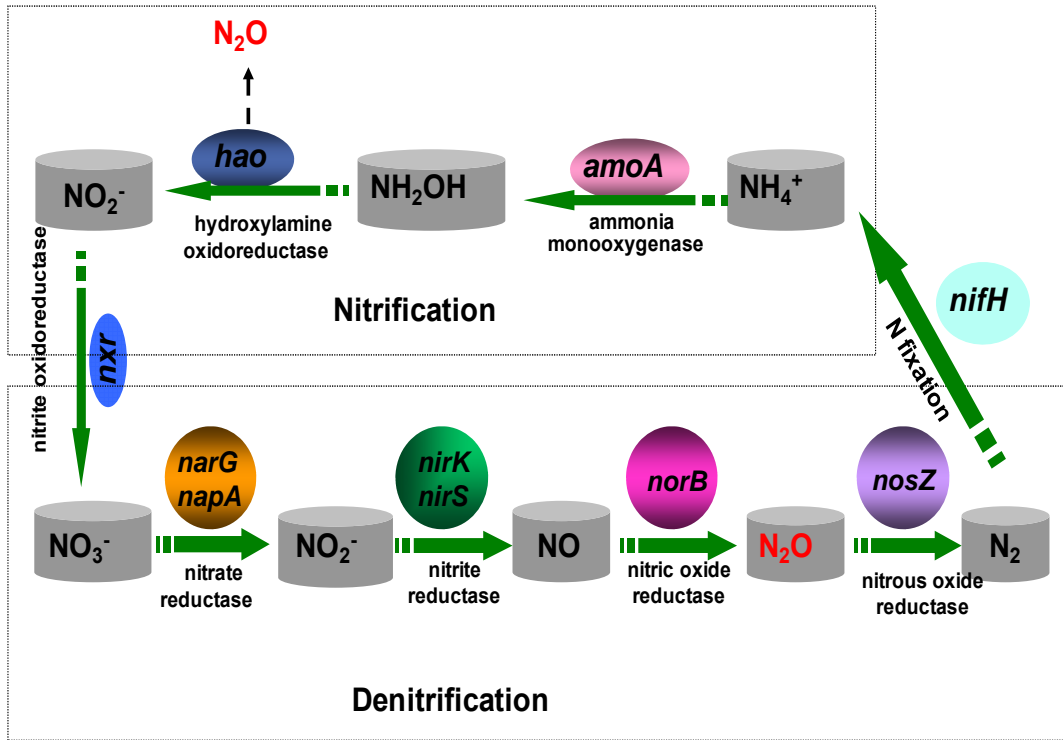 N₂O
hao
amoA
NO₂⁻
NH₂OH
NH₄⁺
hydroxylamine
oxidoreductase
ammonia
monooxygenase
Nitrification
nifH
N fixation
nitrite oxidoreductase
nxr
narG
napA
nirK
nirS
norB
nosZ
NO₃⁻
NO₂⁻
NO
N₂O
N₂
nitrate
reductase
nitrite
reductase
nitric oxide
reductase
nitrous oxide
reductase
Denitrification